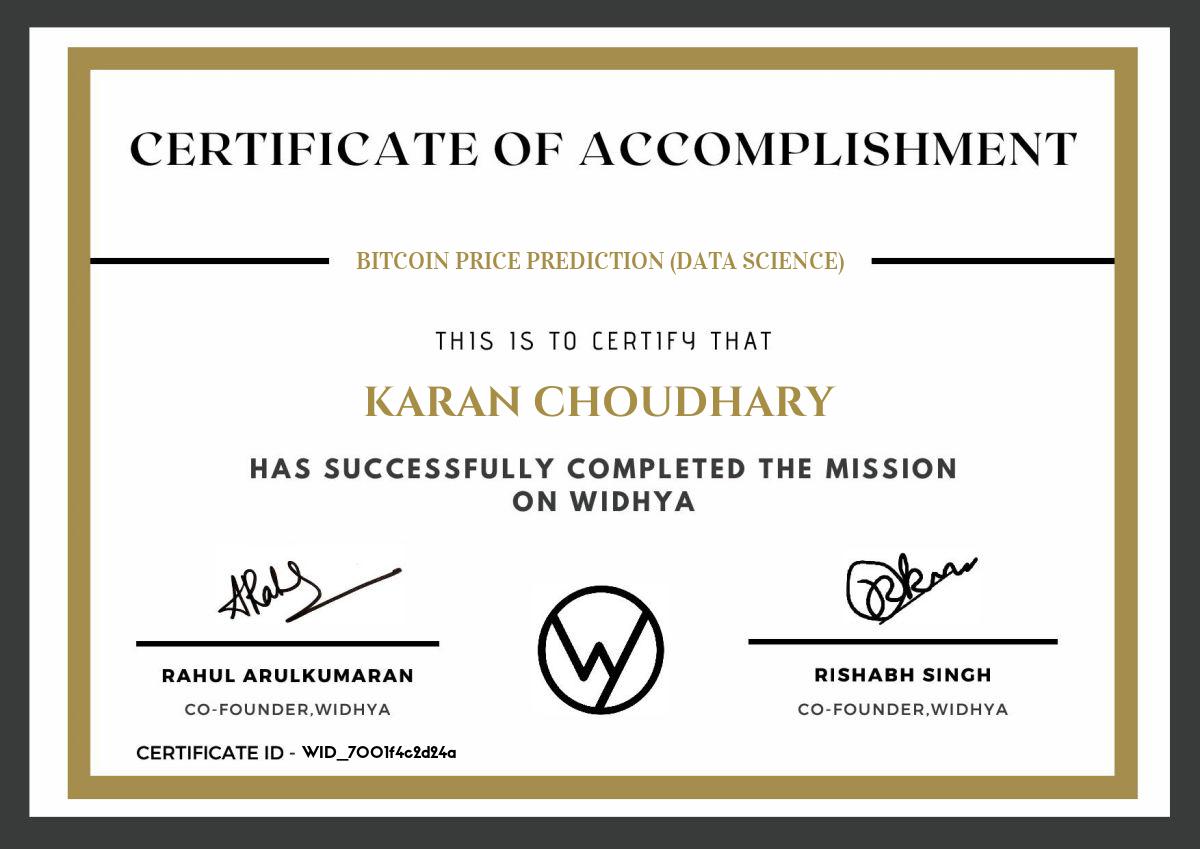 CERTIFICATE OF ACCOMPLISHMENT
BITCOIN PRICE PREDICTION (DATA SCIENCE)
THIS IS TO CERTIFY THAT
KARAN CHOUDHARY
HAS SUCCESSFULLY COMPLETED THE MISSION
ON WIDHYA
RAHUL ARULKUMARAN
CO-FOUNDER,WIDHYA
RISHABH SINGH
CO-FOUNDER,WIDHYA
CERTIFICATE ID - WID_7001f4c2d24a